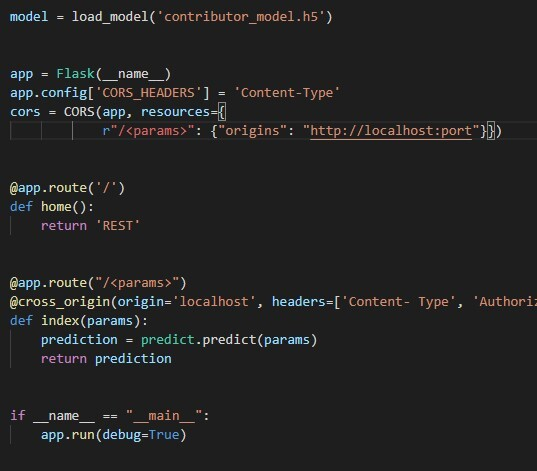 model = load_model('contributor_model.h5')
app = Flask(__name__)
app.config['CORS_HEADERS'] = 'Content-Type'
cors = CORS(app, resources={
r"/<params>": {"origins": "http://localhost:port"}})
@app.route('/')
def home():
return 'REST'
@app.route("/<params>")
@cross_origin(origin='localhost', headers=['Content- Type', 'Authoriz
def index(params):
prediction = predict.predict(params)
return prediction
if __name__ == "__main__":
app.run(debug=True)